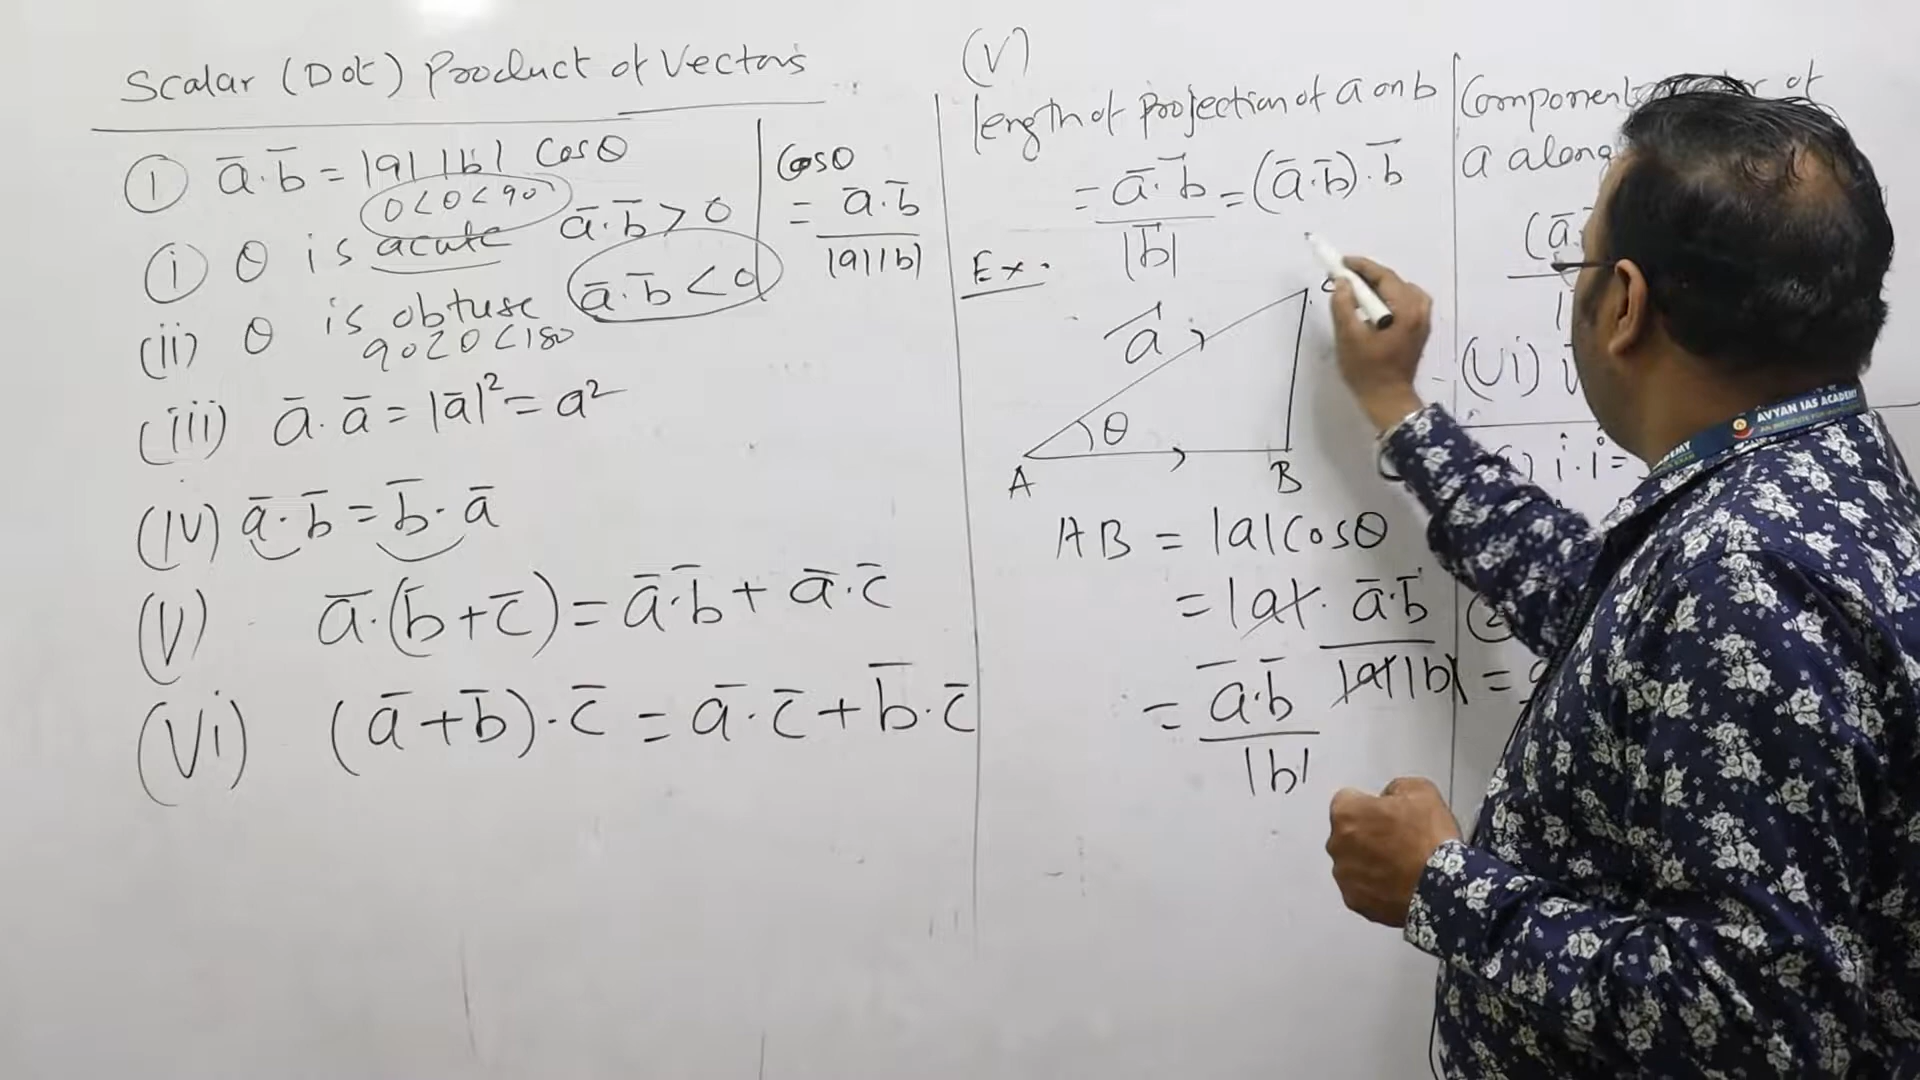 Scalar (Dot) Product of Vectors
① a̅.b̅ = |a| |b| Cosθ
0<θ<90°
(i) θ is acute a̅.b̅ > 0
(ii) θ is obtuse a̅.b̅ < 0
90<θ<180
(iii) a̅.a̅ = |a̅|² = a²
(iv) a̅.b̅ = b̅.a̅
(V) a̅.(b̅+c̅) = a̅.b̅ + a̅.c̅
(Vi) (a̅+b̅).c̅ = a̅.c̅ + b̅.c̅
Cosθ
= a̅.b̅
|a||b|
(V)
length of Projection of a on b
= a̅.b̅ = (a̅.b̅).b̅
|b̅|
Ex.
a
θ
A
B
AB = |a|Cosθ
= |a|. a̅.b̅
|a||b|
= a̅.b̅
|b|
of
a along
(a̅.
(Vi)
i.i=
AVYAN IAS ACADEMY